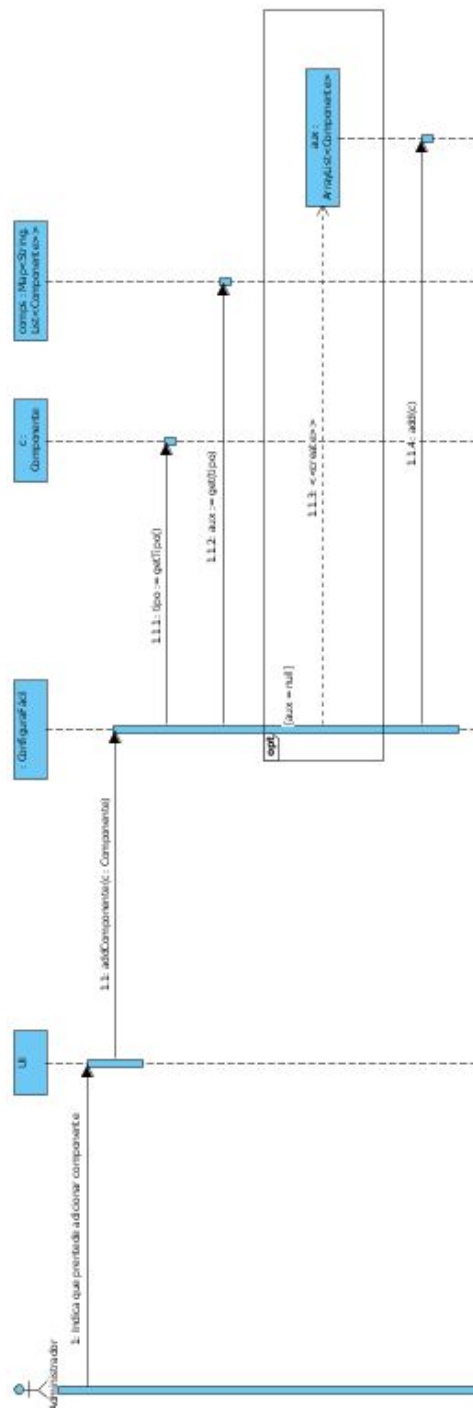 Administrador
UI
: ConfiguraFácil
c :
Componente
comps : Map<String,
List<Componente>>
1: Indica que prentede adicionar componente
1.1: addComponente(c : Componente)
1.1.1: tipo := getTipo()
1.1.2: aux := get(tipo)
opt
[aux = null]
1.1.3: <<create>>
aux :
ArrayList<Componente>
1.1.4: add(c)